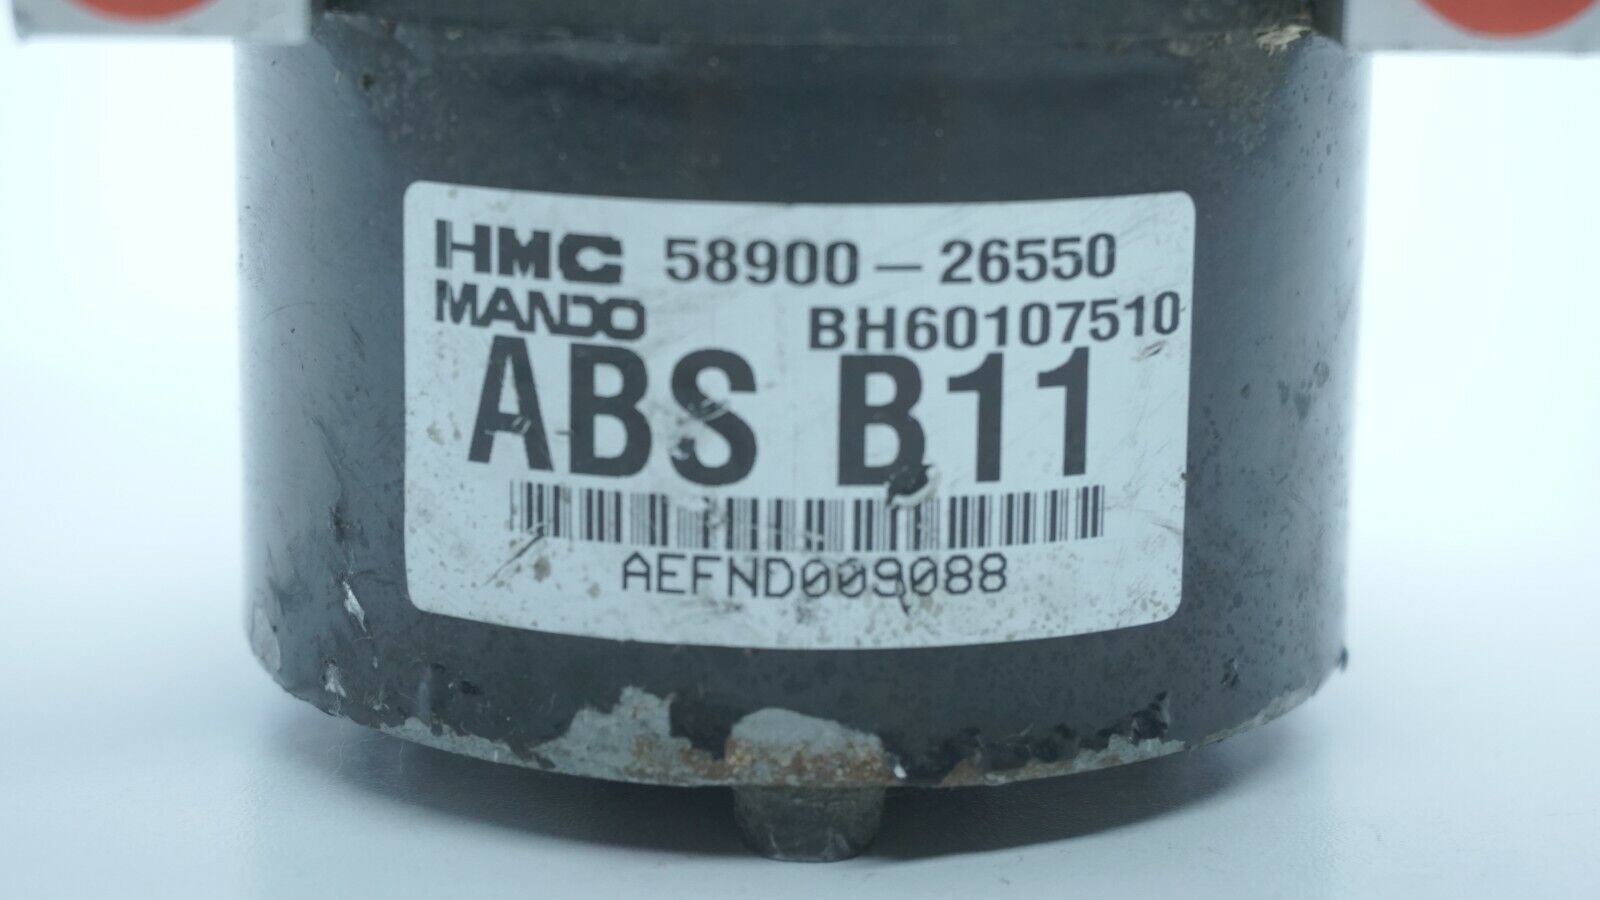 HMC 58900-26550
MANDO BH60107510
ABS B11
AEFND009088